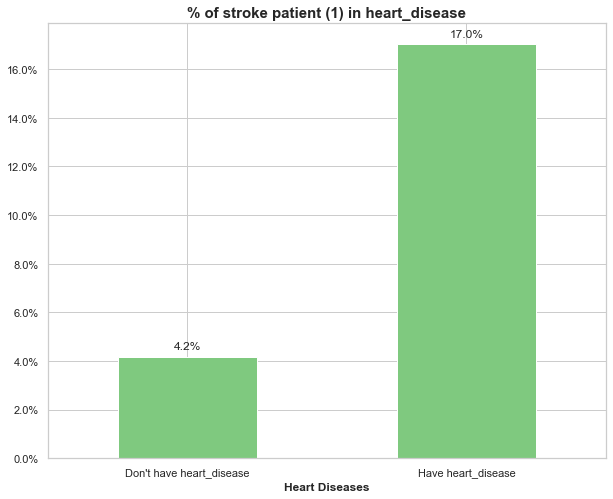 % of stroke patient (1) in heart_disease
17.0%
16.0%
14.0%
12.0%
10.0%
8.0%
6.0%
4.2%
4.0%
2.0%
0.0%
Don't have heart_disease
Have heart_disease
Heart Diseases